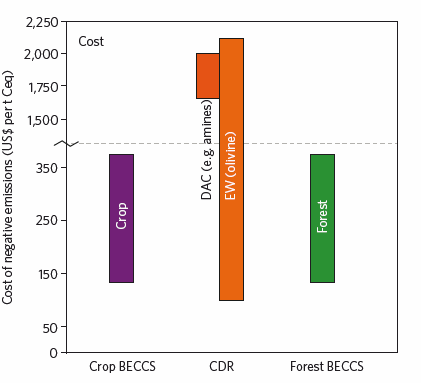 2,250
Cost
2,000
1,750
1,500
350
250
150
50
0
Cost of negative emissions (US$ per t Ceq)
Crop
DAC (e.g. amines)
EW (olivine)
Forest
Crop BECCS
CDR
Forest BECCS